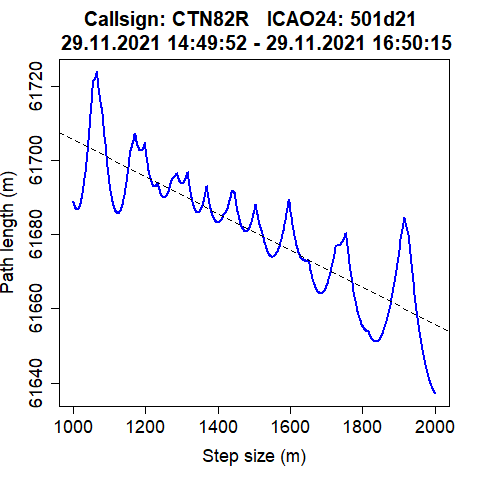 Callsign: CTN82R   ICAO24: 501d21
29.11.2021 14:49:52 - 29.11.2021 16:50:15
Path length (m)
61720
61700
61680
61660
61640
1000 1200 1400 1600 1800 2000
Step size (m)